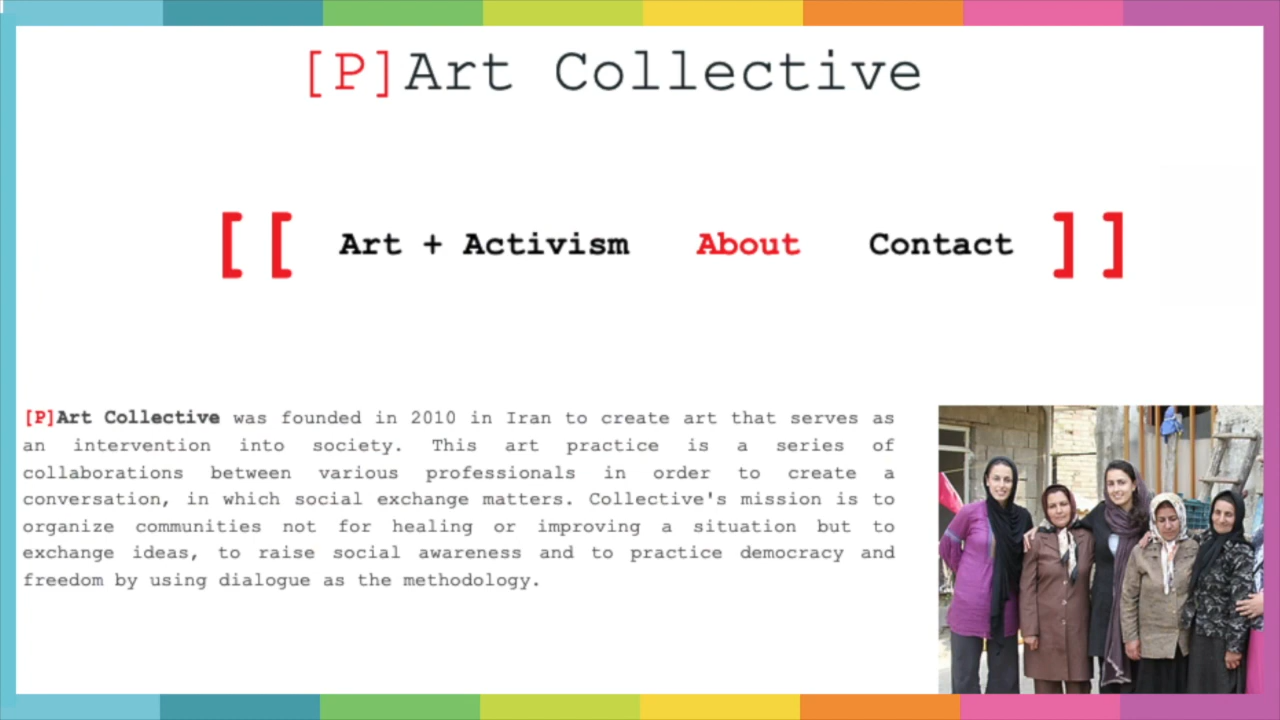 [P]Art Collective
[[ Art + Activism About Contact ]]
[P]Art Collective was founded in 2010 in Iran to create art that serves as
an intervention into society. This art practice is a series of
collaborations between various professionals in order to create a
conversation, in which social exchange matters. Collective's mission is to
organize communities not for healing or improving a situation but to
exchange ideas, to raise social awareness and to practice democracy and
freedom by using dialogue as the methodology.